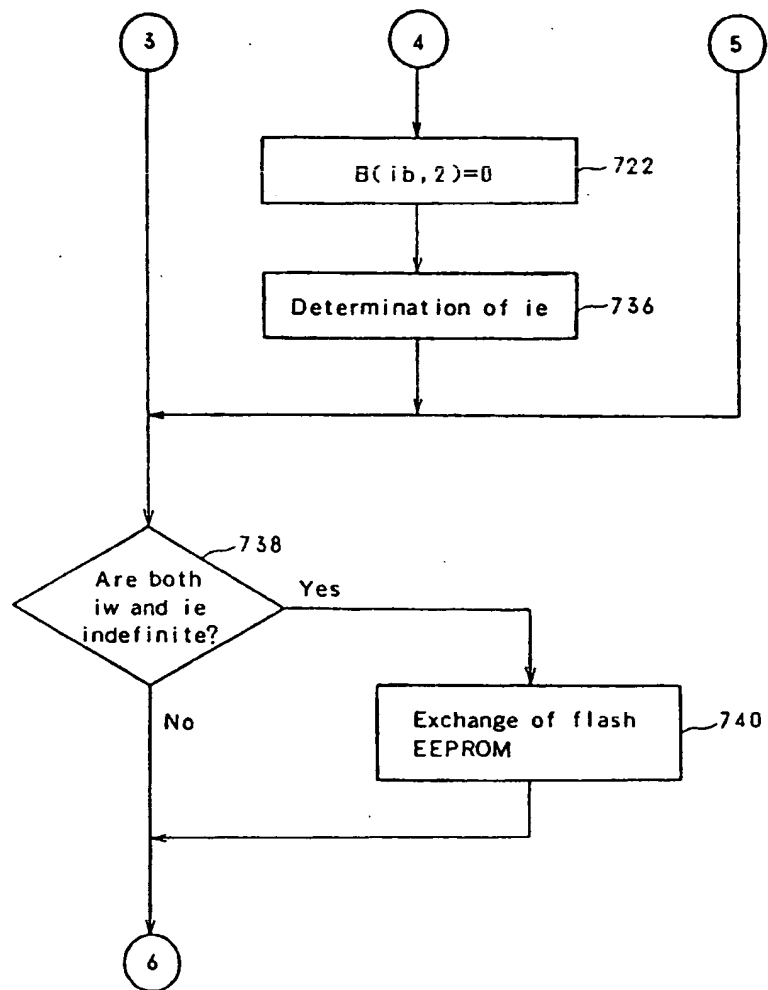 3
4
5
B(ib,2)=0
722
Determination of ie
736
738
Are both
iw and ie
indefinite?
Yes
No
Exchange of flash
EEPROM
740
6